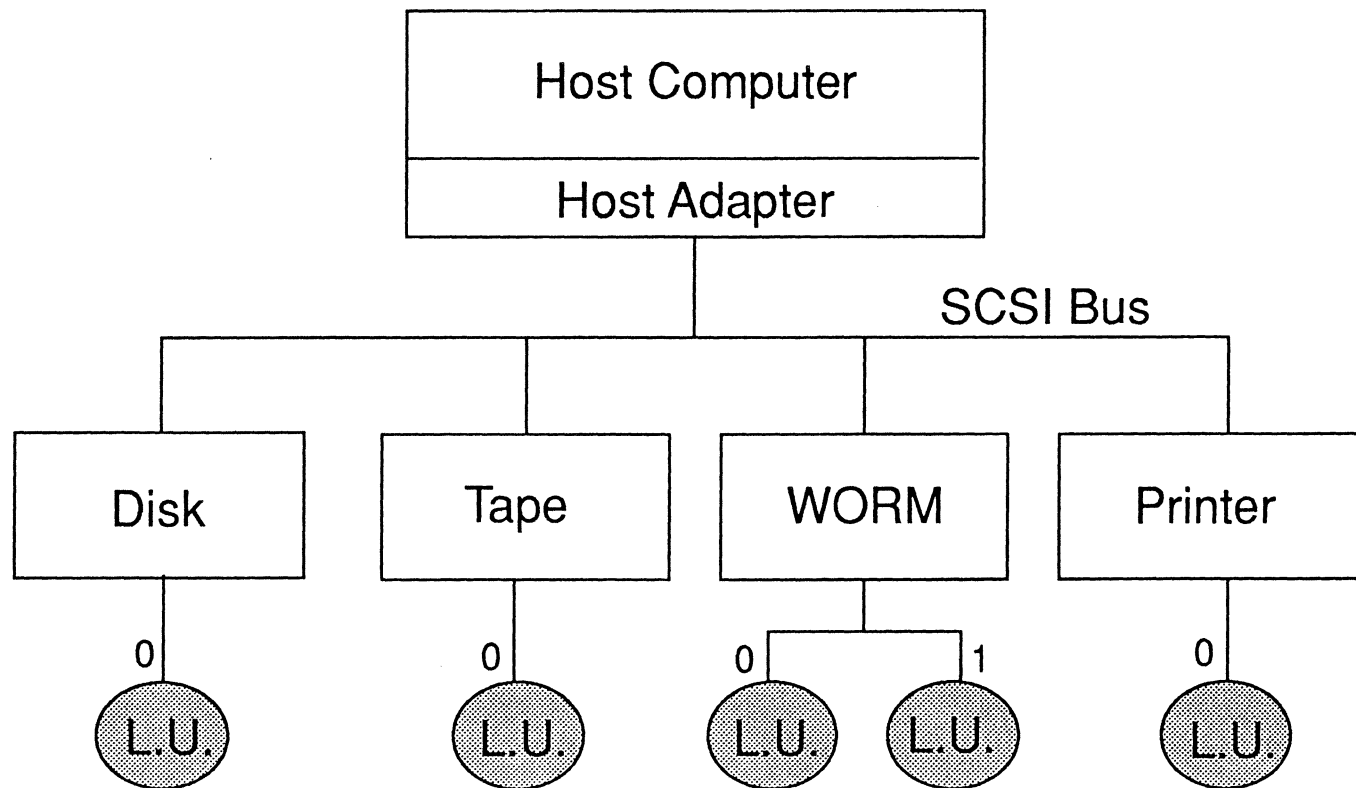 Host Computer
Host Adapter
SCSI Bus
Disk
Tape
WORM
Printer
0
0
0
1
0
L.U.
L.U.
L.U.
L.U.
L.U.